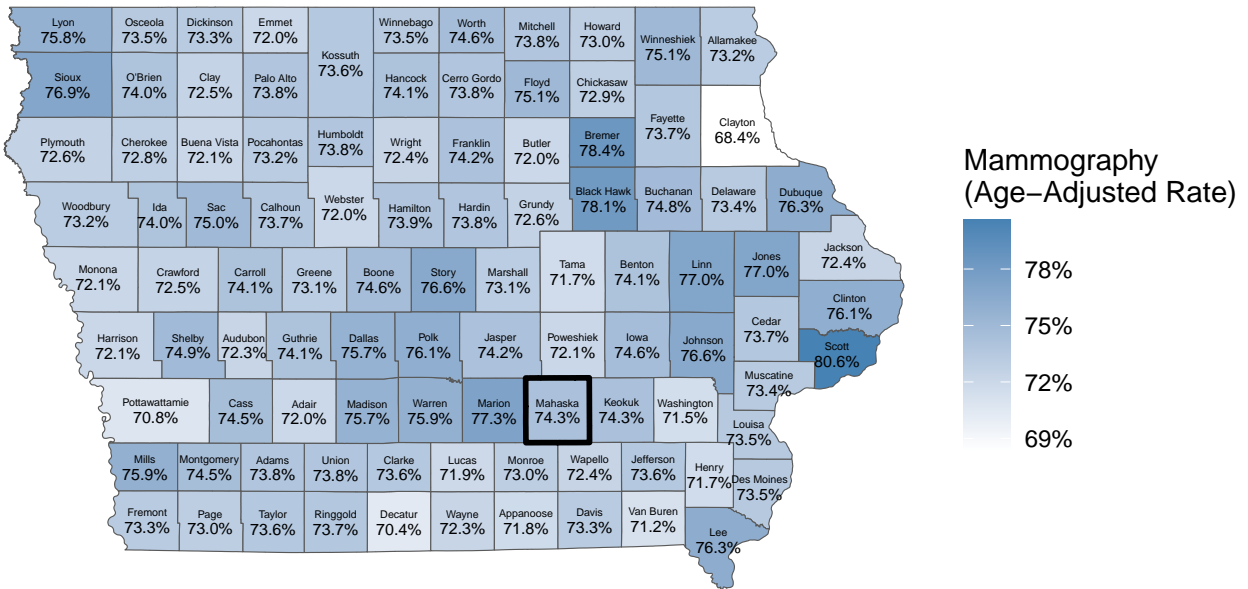 Lyon
75.8%
Osceola
73.5%
Dickinson
73.3%
Emmet
72.0%
Kossuth
73.6%
Winnebago
73.5%
Worth
74.6%
Mitchell
73.8%
Howard
73.0%
Winneshiek
75.1%
Allamakee
73.2%
Sioux
76.9%
O'Brien
74.0%
Clay
72.5%
Palo Alto
73.8%
Hancock
74.1%
Cerro Gordo
73.8%
Floyd
75.1%
Chickasaw
72.9%
Fayette
73.7%
Clayton
68.4%
Plymouth
72.6%
Cherokee
72.8%
Buena Vista
72.1%
Pocahontas
73.2%
Humboldt
73.8%
Wright
72.4%
Franklin
74.2%
Butler
72.0%
Bremer
78.4%
Woodbury
73.2%
Ida
74.0%
Sac
75.0%
Calhoun
73.7%
Webster
72.0%
Hamilton
73.9%
Hardin
73.8%
Grundy
72.6%
Black Hawk
78.1%
Buchanan
74.8%
Delaware
73.4%
Dubuque
76.3%
Monona
72.1%
Crawford
72.5%
Carroll
74.1%
Greene
73.1%
Boone
74.6%
Story
76.6%
Marshall
73.1%
Tama
71.7%
Benton
74.1%
Linn
77.0%
Jones
77.0%
Jackson
72.4%
Clinton
76.1%
Harrison
72.1%
Shelby
74.9%
Audubon
72.3%
Guthrie
74.1%
Dallas
75.7%
Polk
76.1%
Jasper
74.2%
Poweshiek
72.1%
Iowa
74.6%
Johnson
76.6%
Cedar
73.7%
Scott
80.6%
Muscatine
73.4%
Pottawattamie
70.8%
Cass
74.5%
Adair
72.0%
Madison
75.7%
Warren
75.9%
Marion
77.3%
Mahaska
74.3%
Keokuk
74.3%
Washington
71.5%
Louisa
73.5%
Mills
75.9%
Montgomery
74.5%
Adams
73.8%
Union
73.8%
Clarke
73.6%
Lucas
71.9%
Monroe
73.0%
Wapello
72.4%
Jefferson
73.6%
Henry
71.7%
Des Moines
73.5%
Fremont
73.3%
Page
73.0%
Taylor
73.6%
Ringgold
73.7%
Decatur
70.4%
Wayne
72.3%
Appanoose
71.8%
Davis
73.3%
Van Buren
71.2%
Lee
76.3%
Mammography
(Age−Adjusted Rate)
78%
75%
72%
69%